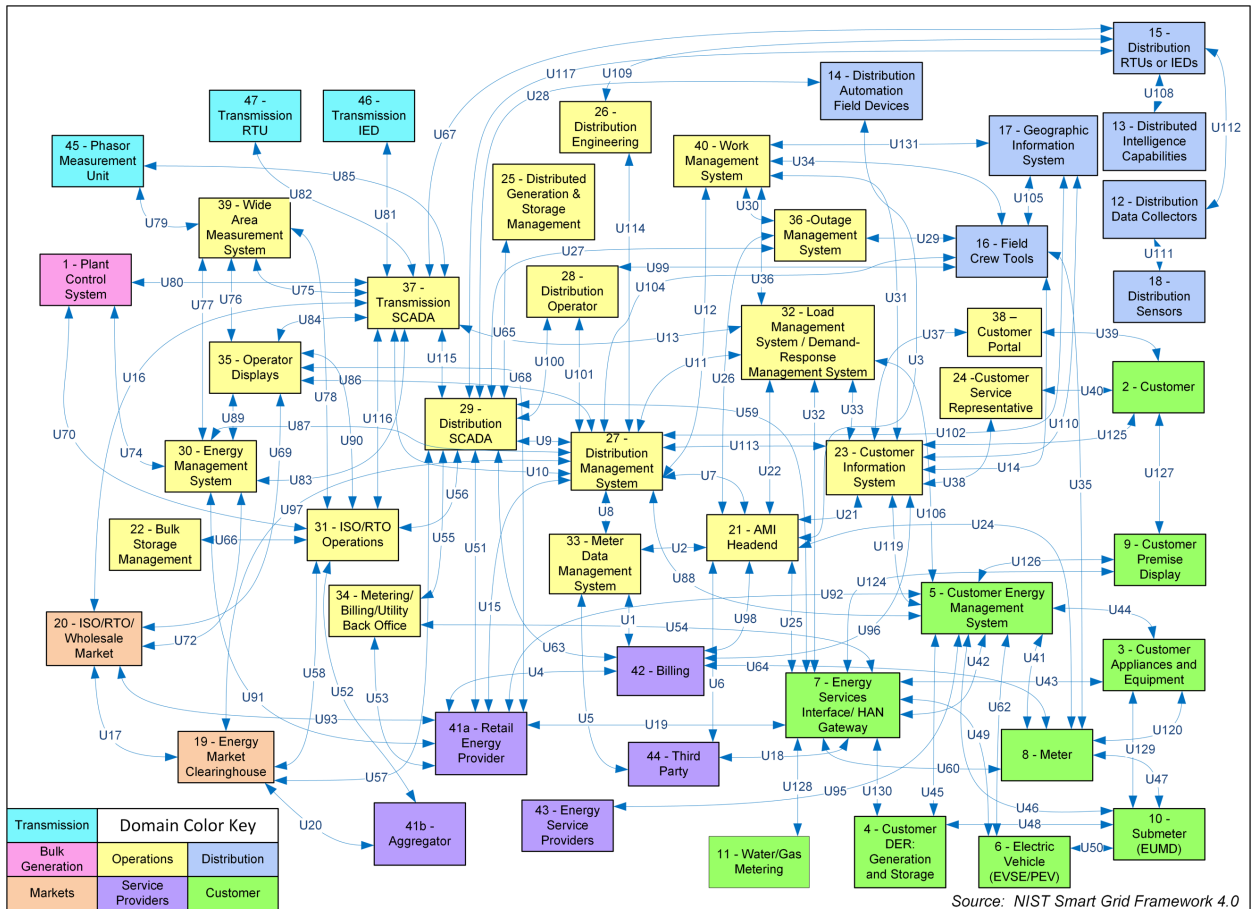 15 -
Distribution
RTUs or IEDs
U117
U109
U28
14 - Distribution
Automation
Field Devices
U108
U112
47 -
Transmission
RTU
46 -
Transmission
IED
U67
26 -
Distribution
Engineering
17 - Geographic
Information
System
13 - Distributed
Intelligence
Capabilities
45 - Phasor
Measurement
Unit
40 - Work
Management
System
U131
U34
U85
25 - Distributed
Generation &
Storage
Management
U82
U81
U30
U105
12 - Distribution
Data Collectors
39 - Wide
Area
Measurement
System
U79
36 -Outage
Management
System
U114
U29
16 - Field
Crew Tools
U111
U27
1 - Plant
Control
System
U80
U77
U76
U75
37 -
Transmission
SCADA
28 -
Distribution
Operator
U99
U104
U36
U31
18 -
Distribution
Sensors
U12
U84
U65
U13
32 - Load
Management
System / Demand-
Response
Management System
U37
38 –
Customer
Portal
U39
35 - Operator
Displays
U115
U100
U101
U11
U3
U16
U86
U68
U26
24 -Customer
Service
Representative
U40
2 - Customer
U78
29 -
Distribution
SCADA
U59
U32
U33
U70
U89
U87
U90
U116
U9
27 -
Distribution
Management
System
U113
U102
U110
U125
U74
U69
30 - Energy
Management
System
U83
U10
U7
U22
23 - Customer
Information
System
U14
U38
U127
U97
U56
U35
22 - Bulk
Storage
Management
U66
31 - ISO/RTO
Operations
U8
U21
U106
U24
21 - AMI
Headend
U55
U51
33 - Meter
Data
Management
System
U2
U119
9 - Customer
Premise
Display
U88
U124
U126
34 - Metering/
Billing/Utility
Back Office
U15
U92
5 - Customer Energy
Management
System
20 - ISO/RTO/
Wholesale
Market
U72
U1
U98
U25
U96
U44
U54
U63
U64
U42
U41
3 - Customer
Appliances and
Equipment
U58
U4
42 - Billing
U6
U91
U52
U53
7 - Energy
Services
Interface/ HAN
Gateway
U43
U93
41a - Retail
Energy
Provider
U5
U19
U62
U49
U120
U17
19 - Energy
Market
Clearinghouse
44 - Third
Party
U18
8 - Meter
U129
U57
U60
U128
U95
U130
U45
U47
U46
43 - Energy
Service
Providers
U20
41b -
Aggregator
4 - Customer
DER:
Generation
and Storage
U48
10 -
Submeter
(EUMD)
6 - Electric
Vehicle
(EVSE/PEV)
U50
11 - Water/Gas
Metering
Transmission
Domain Color Key
Bulk
Generation
Operations
Distribution
Markets
Service
Providers
Customer
Source: NIST Smart Grid Framework 4.0